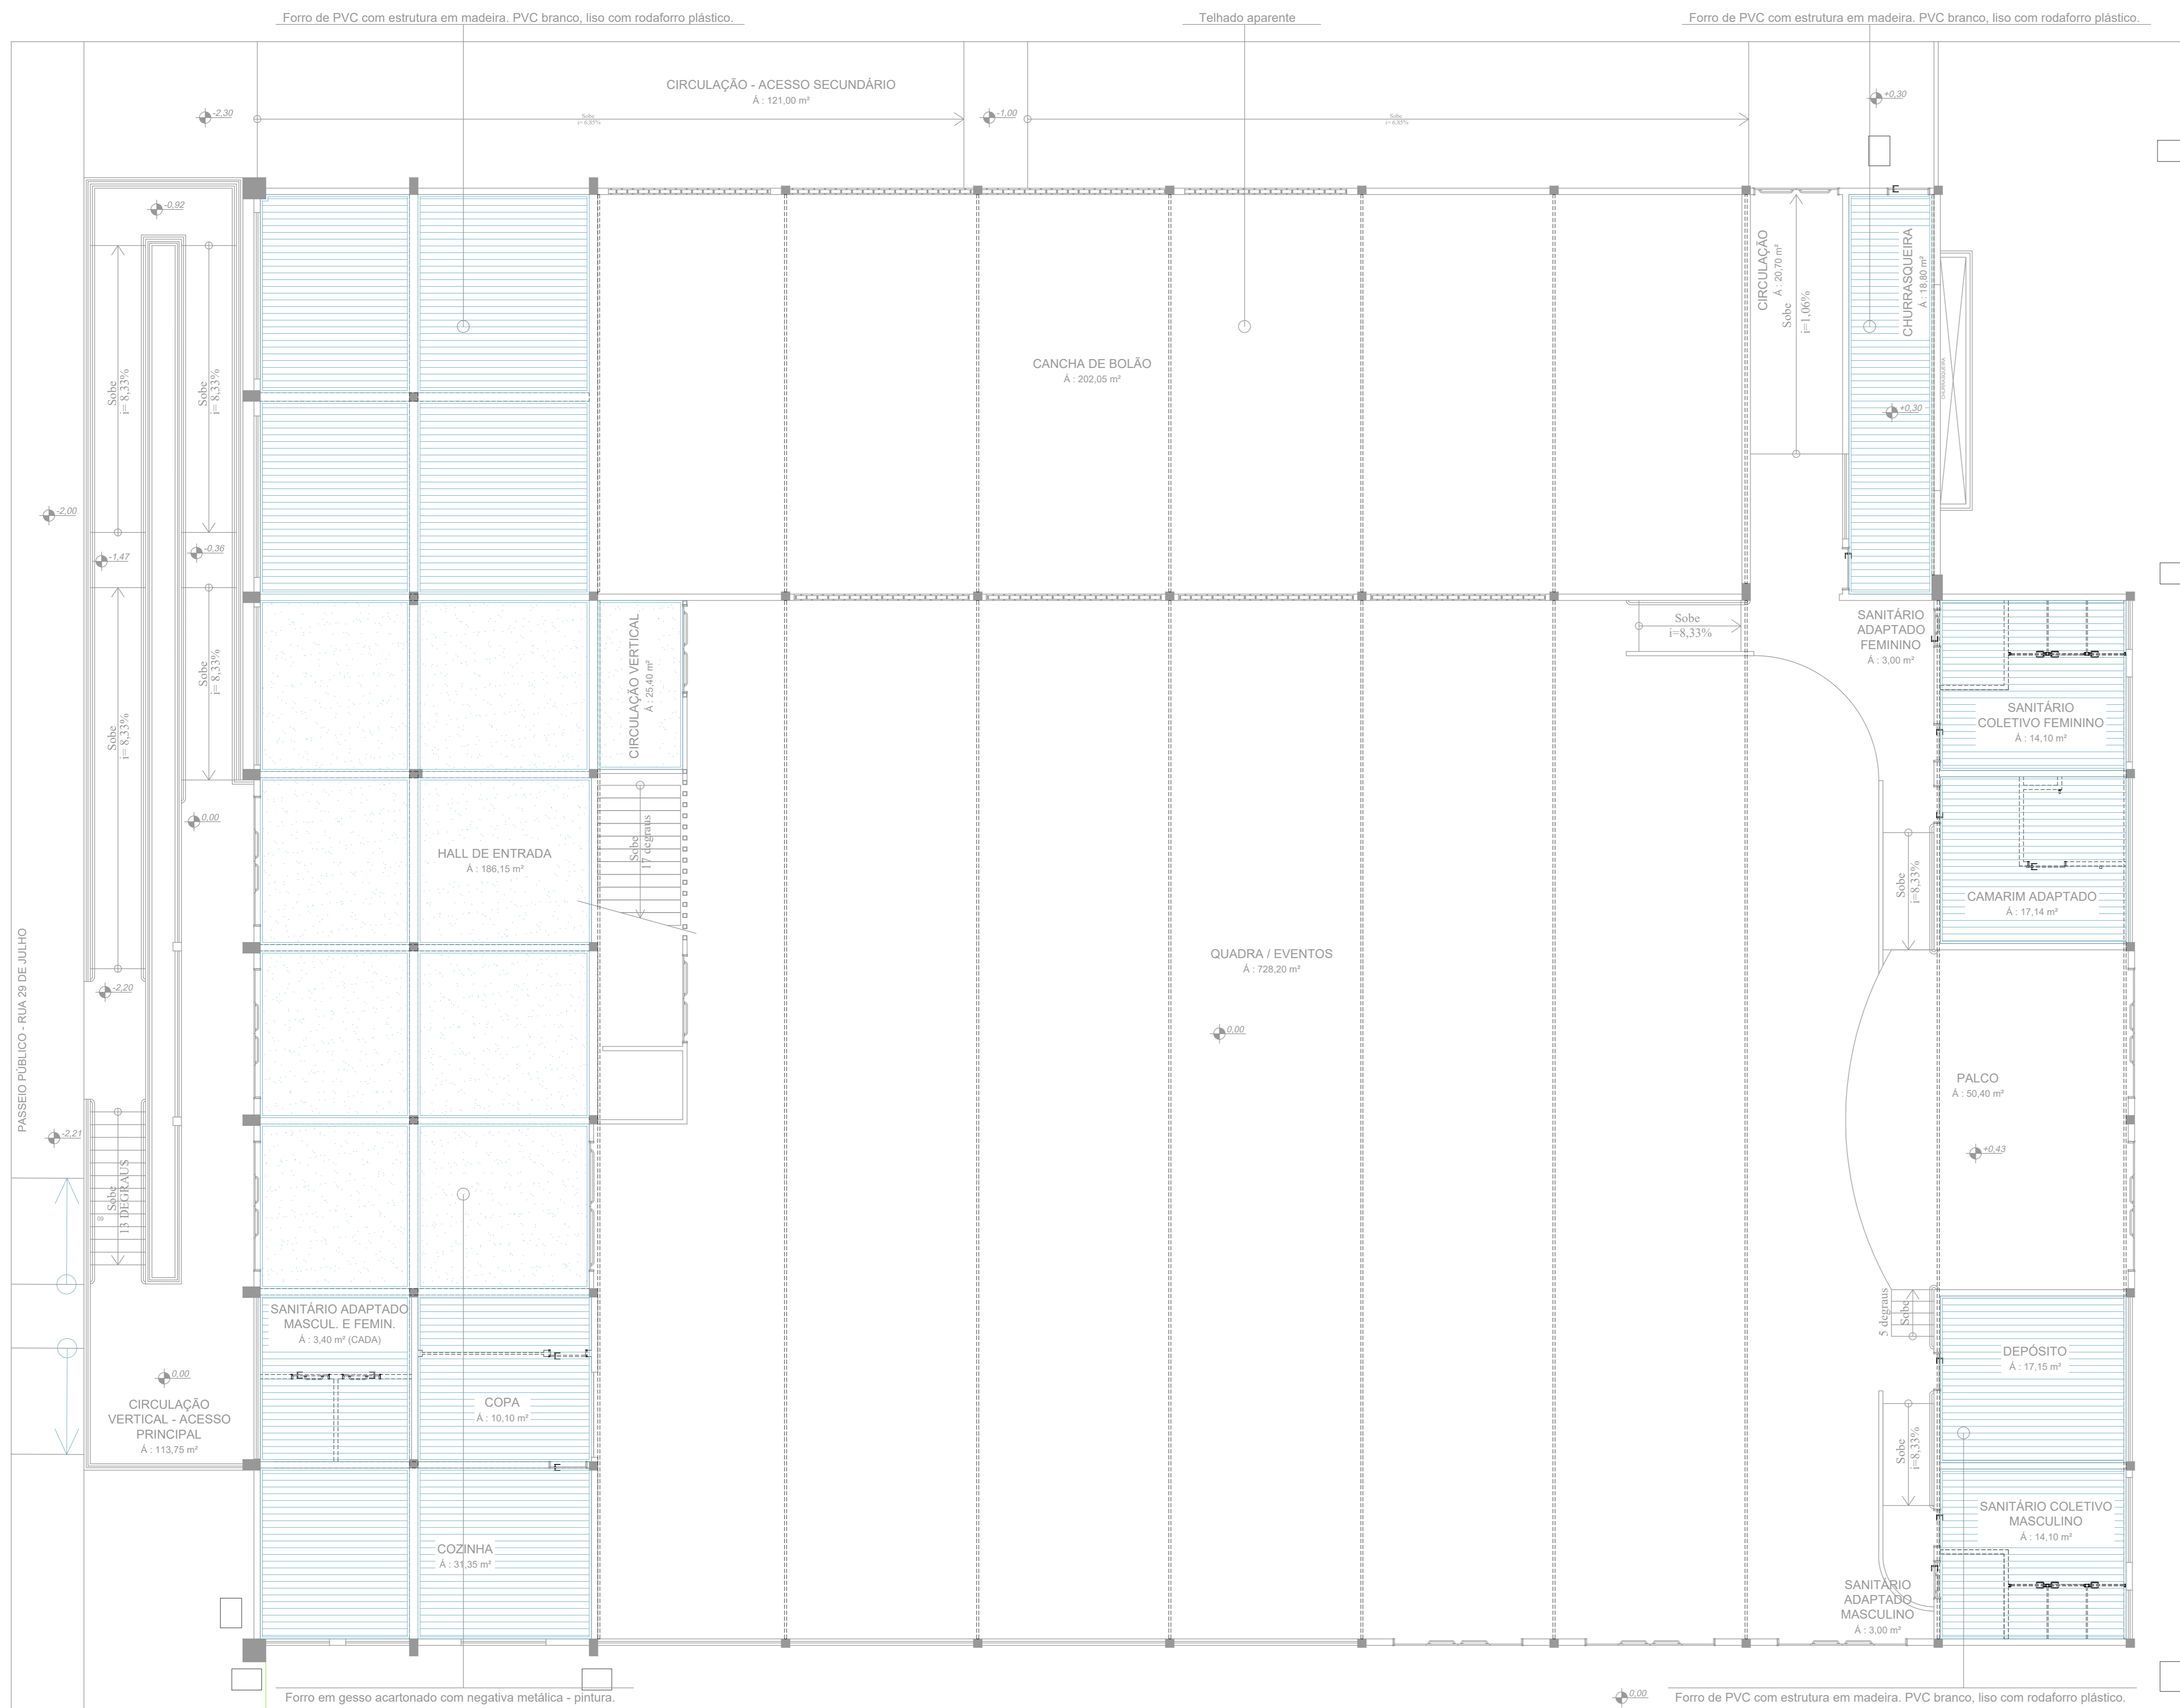 Forro de PVC com estrutura em madeira. PVC branco, liso com rodaforro plástico.
Telhado aparente
Forro de PVC com estrutura em madeira. PVC branco, liso com rodaforro plástico.
CIRCULAÇÃO - ACESSO SECUNDÁRIO
Á : 121,00 m²
-2,30
-1,00
+0,30
Sobe
i= 6,85%
Sobe
i= 6,85%
-0,92
Sobe
i= 8,33%
Sobe
i= 8,33%
CIRCULAÇÃO
Á : 20.70 m²
Sobe
i=1,06%
CHURRASQUEIRA
Á : 18,80 m²
CHURRASQUEIRA
+0,30
CANCHA DE BOLÃO
Á : 202,05 m²
-2,00
-1,47
-0,36
Sobe
i= 8,33%
Sobe
i= 8,33%
CIRCULAÇÃO VERTICAL
Á : 25,40 m²
Sobe
i=8,33%
SANITÁRIO
ADAPTADO
FEMININO
Á : 3,00 m²
SANITÁRIO
COLETIVO FEMININO
Á : 14,10 m²
0,00
HALL DE ENTRADA
Á : 186,15 m²
Sobe
17 degraus
Sobe
i=8,33%
CAMARIM ADAPTADO
Á : 17,14 m²
QUADRA / EVENTOS
Á : 728,20 m²
0,00
PASSEIO PÚBLICO - RUA 29 DE JULHO
-2,20
-2,21
PALCO
Á : 50,40 m²
+0,43
Sobe
13 DEGRAUS
09
SANITÁRIO ADAPTADO
MASCUL. E FEMIN.
Á : 3,40 m² (CADA)
5 degraus
Sobe
DEPÓSITO
Á : 17,15 m²
0,00
CIRCULAÇÃO
VERTICAL - ACESSO
PRINCIPAL
Á : 113,75 m²
COPA
Á : 10,10 m²
Sobe
i=8,33%
SANITÁRIO COLETIVO
MASCULINO
Á : 14,10 m²
COZINHA
Á : 31,35 m²
SANITÁRIO
ADAPTADO
MASCULINO
Á : 3,00 m²
Forro em gesso acartonado com negativa metálica - pintura.
0,00
Forro de PVC com estrutura em madeira. PVC branco, liso com rodaforro plástico.